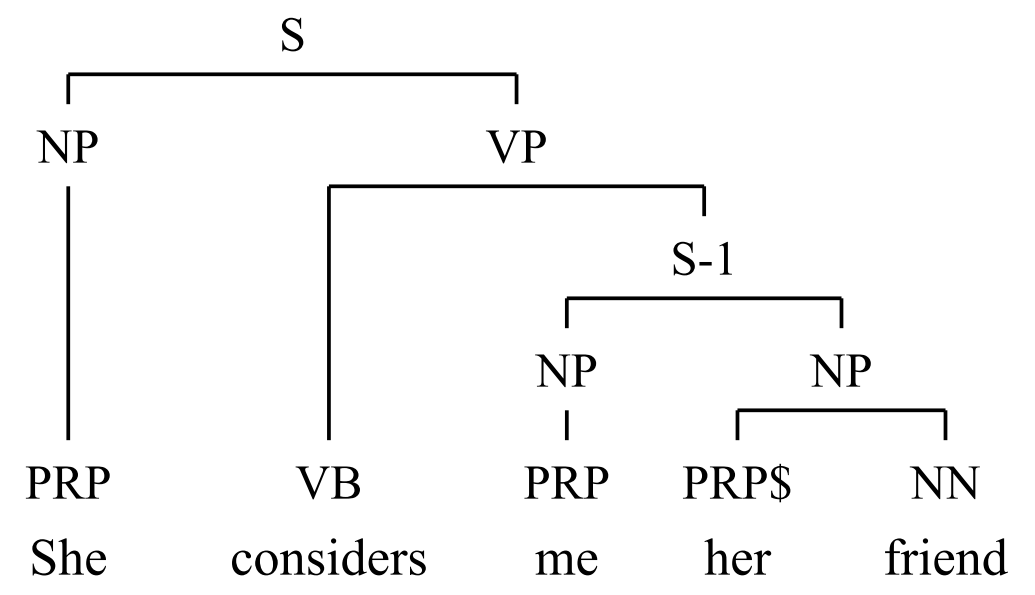 S
NP VP
S-1
NP NP
PRP VB PRP PRP$ NN
She considers me her friend